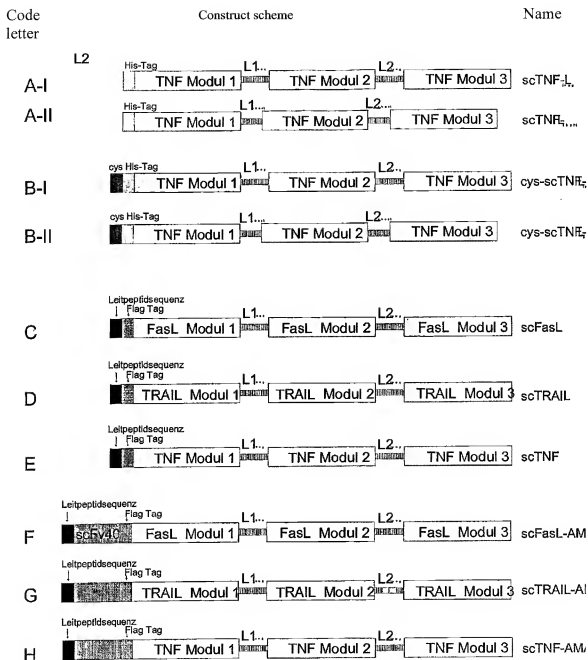 Code letter
Construct scheme
Name
L2
His-Tag L1... L2...
A-I TNF Modul 1 TNF Modul 2 TNF Modul 3
His-Tag L1... L2...
A-II TNF Modul 1 TNF Modul 2 TNF Modul 3
cys His-Tag L1... L2...
B-I TNF Modul 1 TNF Modul 2 TNF Modul 3
cys His-Tag L1... L2...
B-II TNF Modul 1 TNF Modul 2 TNF Modul 3
Leitpeptidsequenz
Flag Tag L1... L2...
C FasL Modul 1 FasL Modul 2 FasL Modul 3 scFasL
Leitpeptidsequenz
Flag Tag L1... L2...
D TRAIL Modul 1 TRAIL Modul 2 TRAIL Modul 3 scTRAIL
Leitpeptidsequenz
Flag Tag L1... L2...
E TNF Modul 1 TNF Modul 2 TNF Modul 3 scTNF
Leitpeptidsequenz
Flag Tag L1... L2...
F scFv40 FasL Modul 1 FasL Modul 2 FasL Modul 3 scFasL-AM
Leitpeptidsequenz
Flag Tag L1... L2...
G TRAIL Modul 1 TRAIL Modul 2 TRAIL Modul 3 scTRAIL-AI
Leitpeptidsequenz
Flag Tag L1... L2...
H TNF Modul 1 TNF Modul 2 TNF Modul 3 scTNF-AM